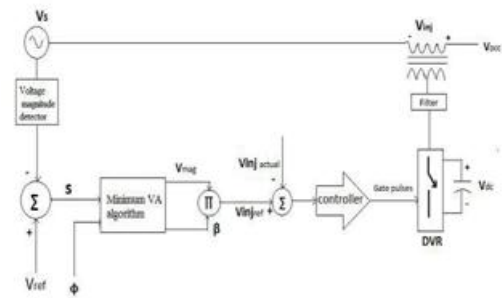 Vs
Vinj
- +
Voltage
magnitude
detector
Filter
-
Σ
+
S
Minimum VA
algorithm
Vmag
Π
β
Vinj actual
-
Vinjref +
Σ
controller
Gate pulses
DVR
+
Vdc
-
Vref
Φ